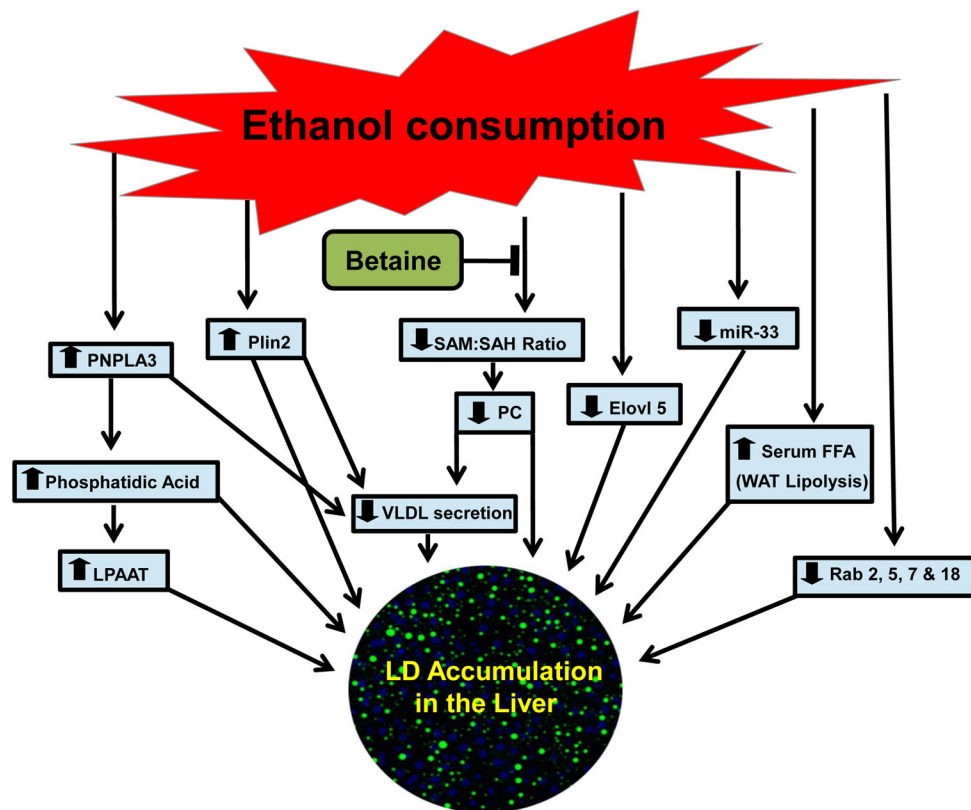 Ethanol consumption
Betaine
⬆ PNPLA3
⬆ Plin2
⬇ SAM:SAH Ratio
⬇ miR-33
⬇ PC
⬇ Elovl 5
⬆ Serum FFA
(WAT Lipolysis)
⬆ Phosphatidic Acid
⬇ VLDL secretion
⬆ LPAAT
⬇ Rab 2, 5, 7 & 18
LD Accumulation
in the Liver